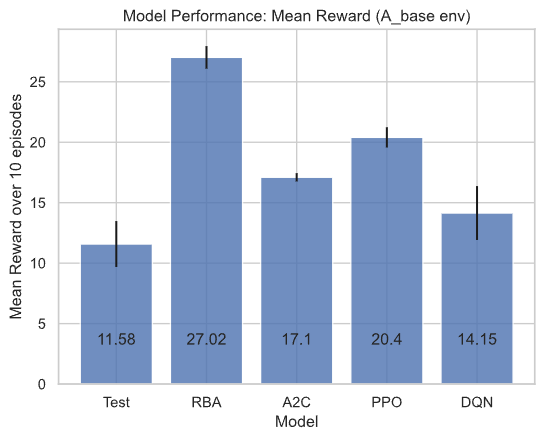 Model Performance: Mean Reward (A_base env)
Mean Reward over 10 episodes
25
20
15
10
5
0
11.58
27.02
17.1
20.4
14.15
Test
RBA
A2C
PPO
DQN
Model